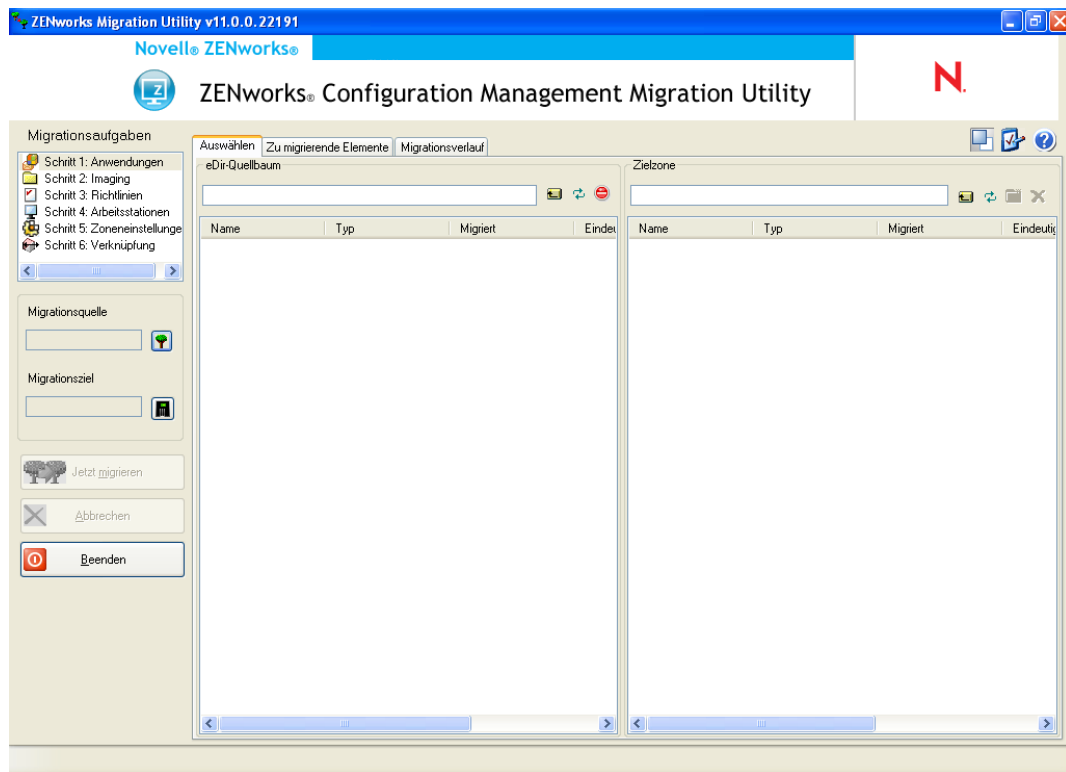 ZENworks Migration Utility v11.0.0.22191
Novell® ZENworks®
ZENworks® Configuration Management Migration Utility
N.
Migrationsaufgaben
Schritt 1: Anwendungen
Schritt 2: Imaging
Schritt 3: Richtlinien
Schritt 4: Arbeitsstationen
Schritt 5: Zoneneinstellunge
Schritt 6: Verknüpfung
Migrationsquelle
Migrationsziel
Jetzt migrieren
Abbrechen
Beenden
Auswählen Zu migrierende Elemente Migrationsverlauf
eDir-Quellbaum
Name Typ Migriert Eindeu
Zielzone
Name Typ Migriert Eindeutig